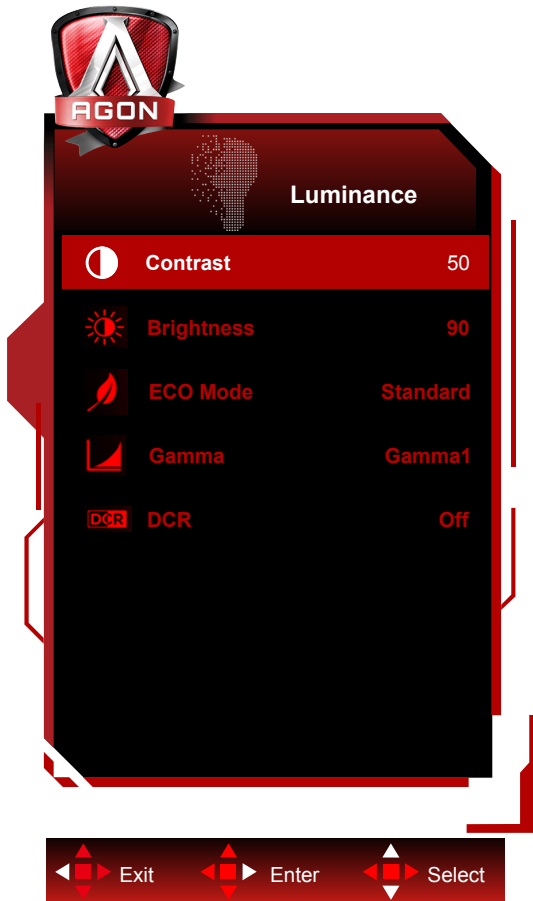 AGON
Luminance
Contrast 50
Brightness 90
ECO Mode Standard
Gamma Gamma1
DCR DCR Off
Exit Enter Select